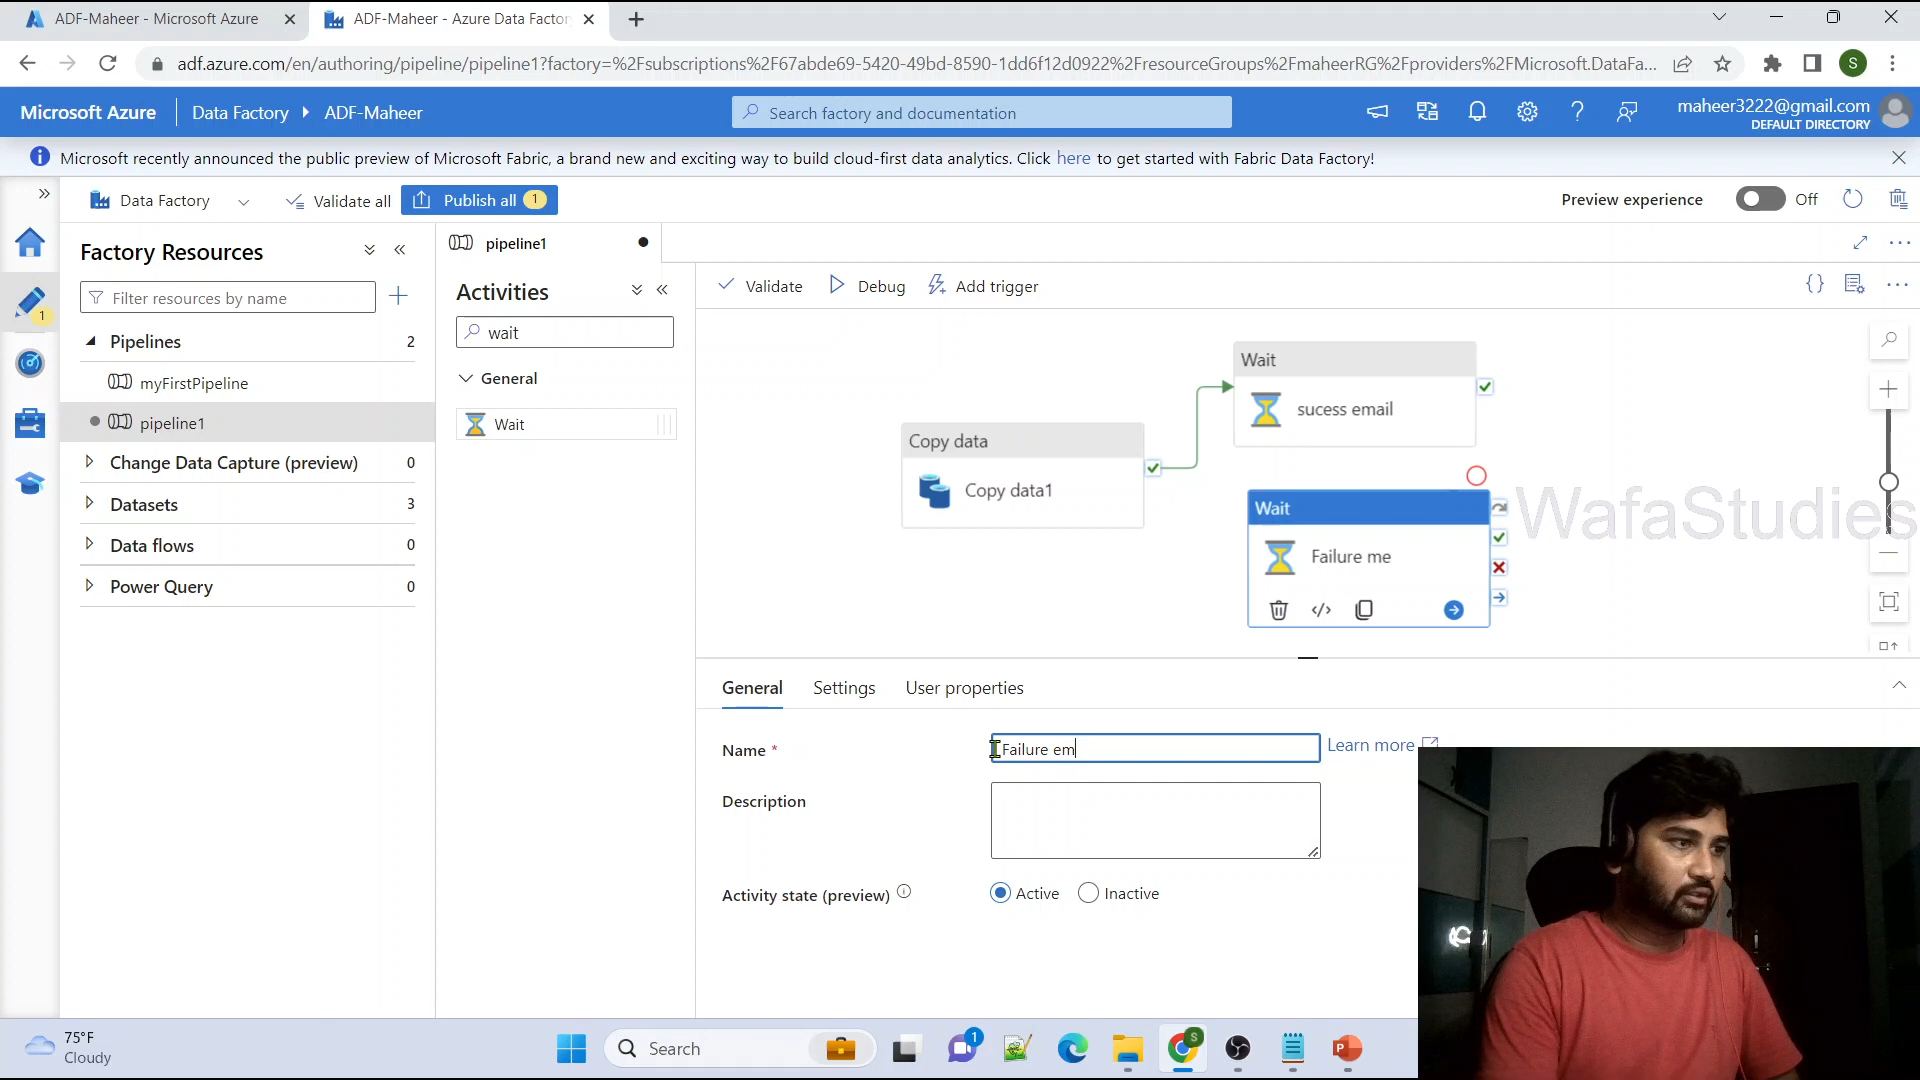 ADF-Maheer - Microsoft Azure
ADF-Maheer - Azure Data Factor
adf.azure.com/en/authoring/pipeline/pipeline1?factory=%2Fsubscriptions%2F67abde69-5420-49bd-8590-1dd6f12d0922%2FresourceGroups%2FmaheerRG%2Fproviders%2FMicrosoft.DataFa...
S
Microsoft Azure
Data Factory
ADF-Maheer
Search factory and documentation
maheer3222@gmail.com
DEFAULT DIRECTORY
Microsoft recently announced the public preview of Microsoft Fabric, a brand new and exciting way to build cloud-first data analytics. Click here to get started with Fabric Data Factory!
Data Factory
Validate all
Publish all 1
Preview experience
Off
Factory Resources
Filter resources by name
1
Pipelines 2
myFirstPipeline
pipeline1
Change Data Capture (preview) 0
Datasets 3
Data flows 0
Power Query 0
pipeline1
Activities
wait
General
Wait
Validate
Debug
Add trigger
Wait
sucess email
Copy data
Copy data1
Wait
Failure me
WafaStudies
General
Settings
User properties
Name *
Failure em
Learn more
Description
Activity state (preview)
Active
Inactive
75°F
Cloudy
Search
1
S
P